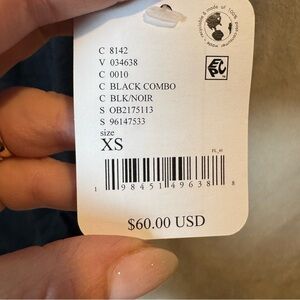 C 8142
V 034638
C 0010
C BLACK COMBO
C BLK/NOIR
S OB2175113
S 96147533
size
XS
1 98451 49638 8
$60.00 USD